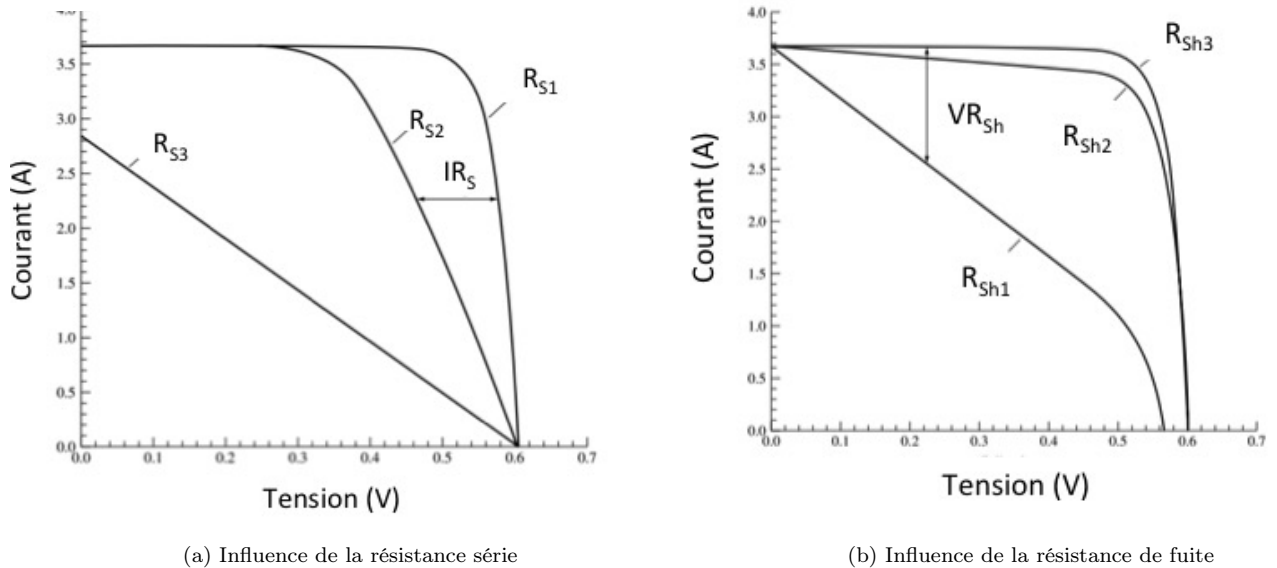 4.0
3.5
3.0
2.5
2.0
1.5
1.0
0.5
0.0
0.0 0.1 0.2 0.3 0.4 0.5 0.6 0.7
Courant (A)
Tension (V)
R_S1
R_S2
R_S3
IR_S
(a) Influence de la résistance série
4.0
3.5
3.0
2.5
2.0
1.5
1.0
0.5
0.0
0.0 0.1 0.2 0.3 0.4 0.5 0.6 0.7
Courant (A)
Tension (V)
R_Sh3
VR_Sh
R_Sh2
R_Sh1
(b) Influence de la résistance de fuite